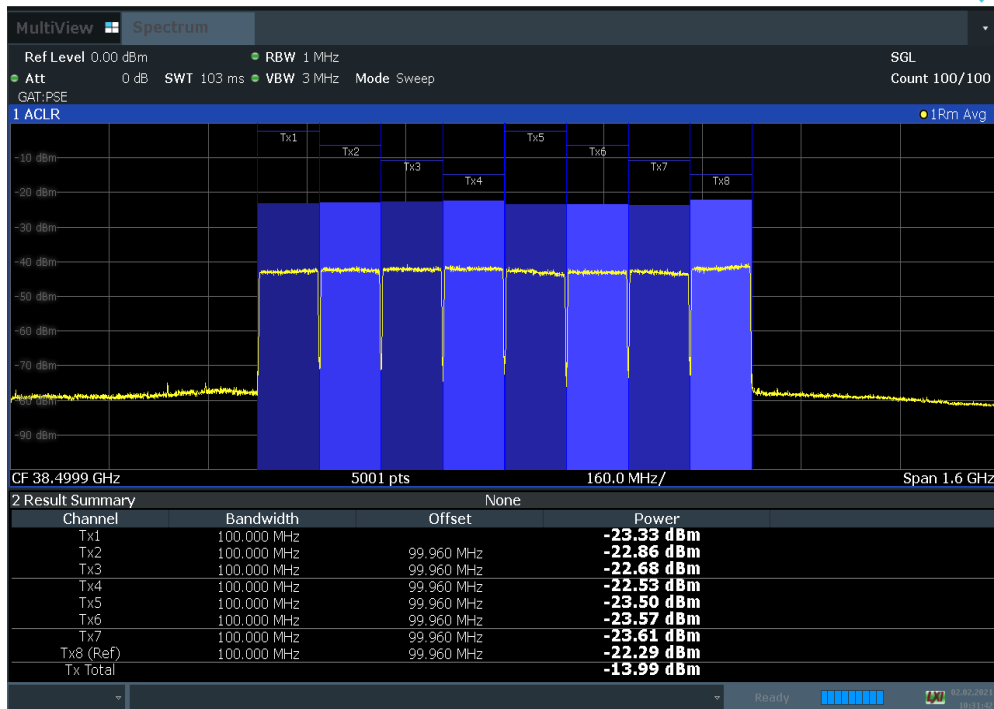 MultiView Spectrum
Ref Level 0.00 dBm RBW 1 MHz SGL
Att 0 dB SWT 103 ms VBW 3 MHz Mode Sweep Count 100/100
GAT:PSE
1 ACLR 1Rm Avg
Tx1 Tx5
Tx2 Tx6
-10 dBm
Tx3 Tx7
Tx4 Tx8
-20 dBm
-30 dBm
-40 dBm
-50 dBm
-60 dBm
-70 dBm
-80 dBm
-90 dBm
CF 38.4999 GHz 5001 pts 160.0 MHz/ Span 1.6 GHz
2 Result Summary None
Channel Bandwidth Offset Power
Tx1 100.000 MHz -23.33 dBm
Tx2 100.000 MHz 99.960 MHz -22.86 dBm
Tx3 100.000 MHz 99.960 MHz -22.68 dBm
Tx4 100.000 MHz 99.960 MHz -22.53 dBm
Tx5 100.000 MHz 99.960 MHz -23.50 dBm
Tx6 100.000 MHz 99.960 MHz -23.57 dBm
Tx7 100.000 MHz 99.960 MHz -23.61 dBm
Tx8 (Ref) 100.000 MHz 99.960 MHz -22.29 dBm
Tx Total -13.99 dBm
Ready 02.02.2021
10:31:42